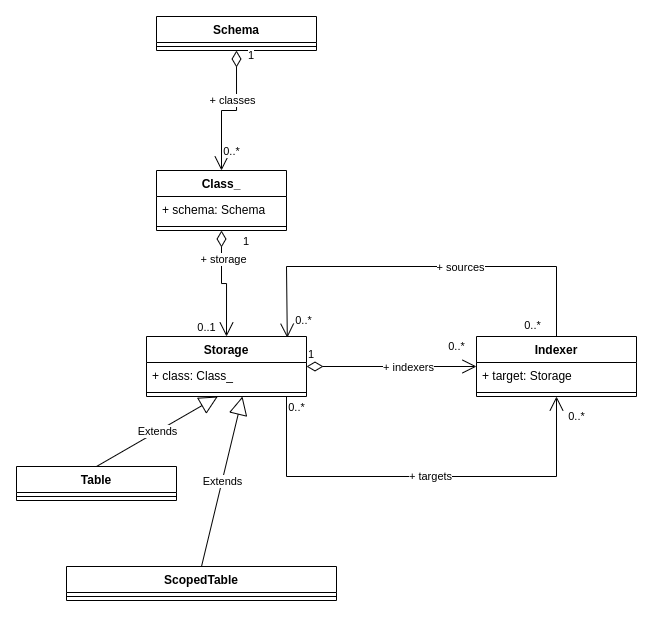 Schema
1
+ classes
0..*
Class_
+ schema: Schema
1
+ storage
+ sources
0..1
0..*
0..*
Storage
1
0..*
Indexer
+ class: Class_
+ indexers
+ target: Storage
0..*
0..*
Extends
Table
+ targets
Extends
ScopedTable